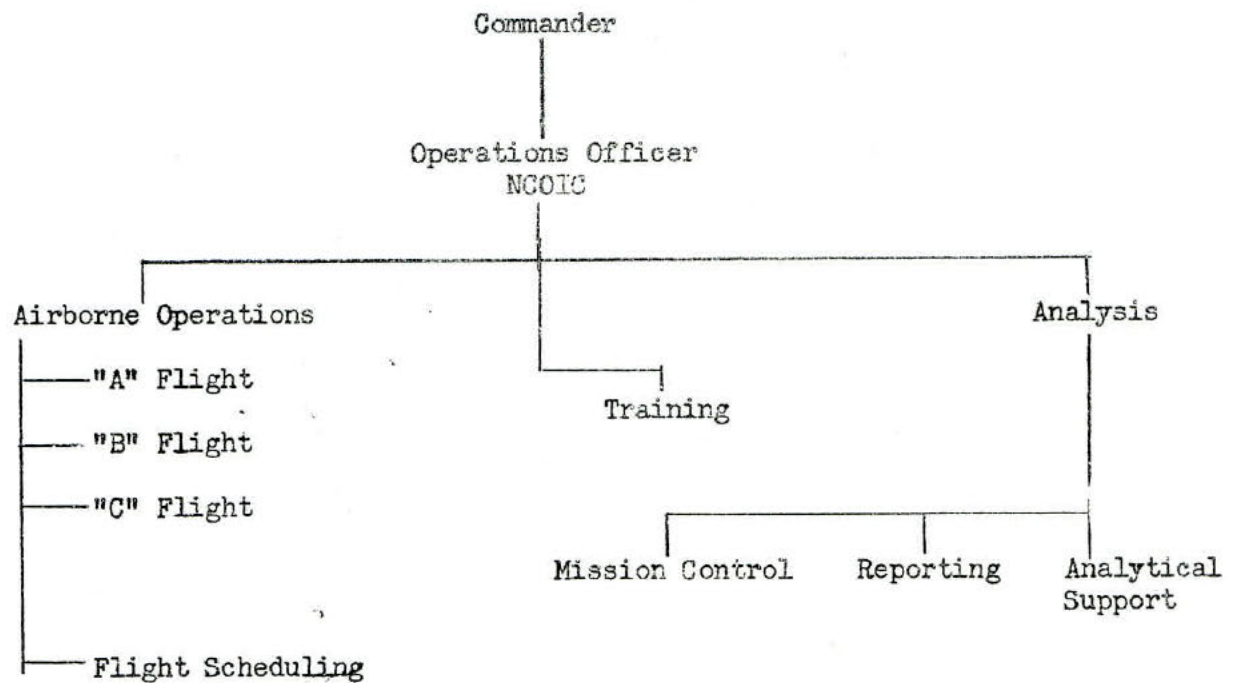 Commander
Operations Officer
NCOIC
Airborne Operations
Analysis
"A" Flight
Training
"B" Flight
"C" Flight
Mission Control
Reporting
Analytical
Support
Flight Scheduling